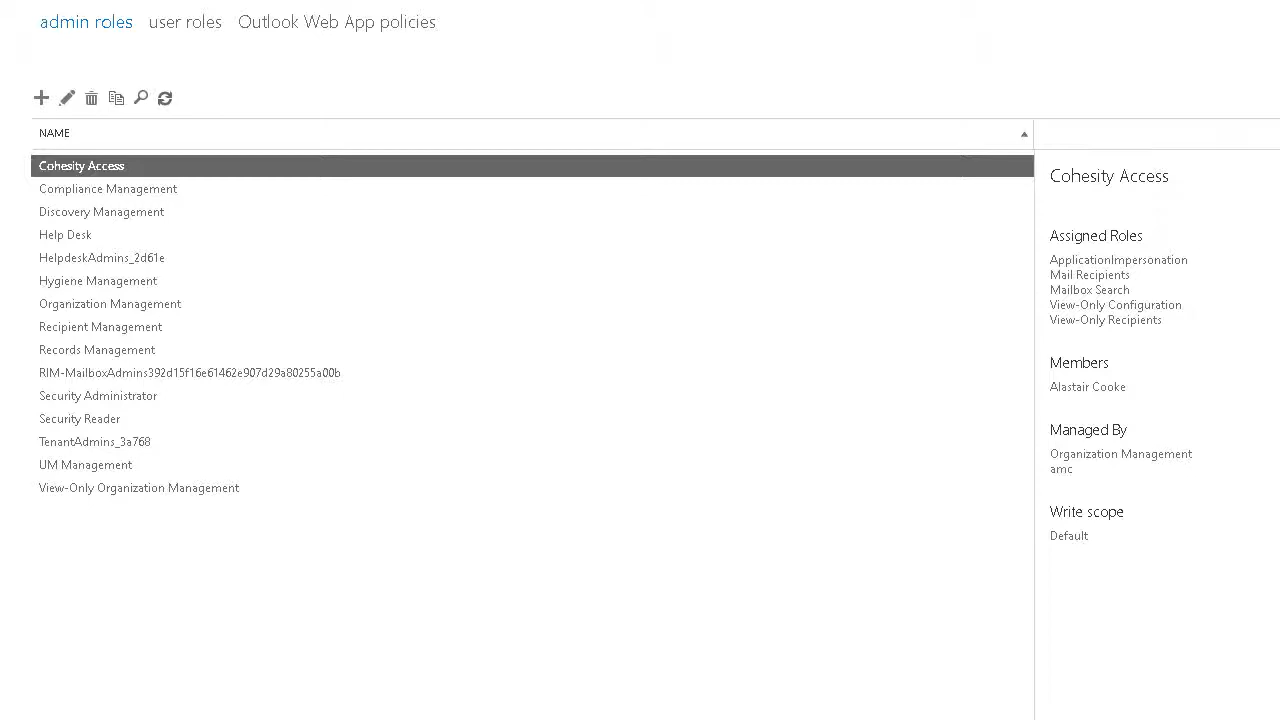 admin roles user roles Outlook Web App policies
NAME
Cohesity Access
Compliance Management
Discovery Management
Help Desk
HelpdeskAdmins_2d61e
Hygiene Management
Organization Management
Recipient Management
Records Management
RIM-MailboxAdmins392d15f16e61462e907d29a80255a00b
Security Administrator
Security Reader
TenantAdmins_3a768
UM Management
View-Only Organization Management
Cohesity Access
Assigned Roles
ApplicationImpersonation
Mail Recipients
Mailbox Search
View-Only Configuration
View-Only Recipients
Members
Alastair Cooke
Managed By
Organization Management
amc
Write scope
Default